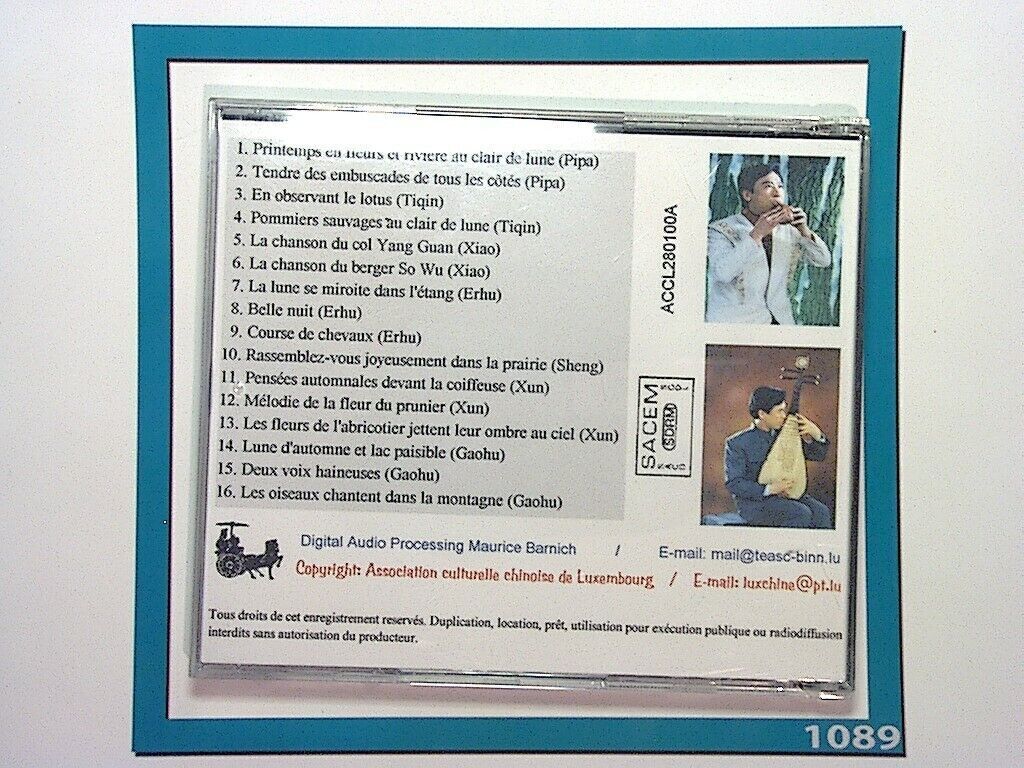 1. Printemps en fleurs et rivière au clair de lune (Pipa)
2. Tendre des embuscades de tous les côtés (Pipa)
3. En observant le lotus (Tiqin)
4. Pommiers sauvages au clair de lune (Tiqin)
5. La chanson du col Yang Guan (Xiao)
6. La chanson du berger So Wu (Xiao)
7. La lune se miroite dans l'étang (Erhu)
8. Belle nuit (Erhu)
9. Course de chevaux (Erhu)
10. Rassemblez-vous joyeusement dans la prairie (Sheng)
11. Pensées automnales devant la coiffeuse (Xun)
12. Mélodie de la fleur du prunier (Xun)
13. Les fleurs de l'abricotier jettent leur ombre au ciel (Xun)
14. Lune d'automne et lac paisible (Gaohu)
15. Deux voix haineuses (Gaohu)
16. Les oiseaux chantent dans la montagne (Gaohu)
ACCL280100A
SACEM
SDRM
Digital Audio Processing Maurice Barnich / E-mail: mail@teasc-binn.lu
Copyright: Association culturelle chinoise de Luxembourg / E-mail: luxchine@pt.lu
Tous droits de cet enregistrement reservés. Duplication, location, prêt, utilisation pour exécution publique ou radiodiffusion
interdits sans autorisation du producteur.
1089